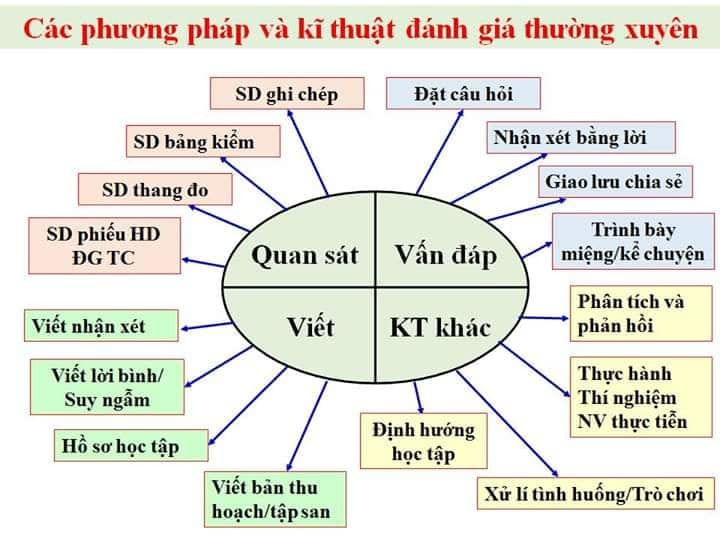 Các phương pháp và kĩ thuật đánh giá thường xuyên
SD ghi chép
Đặt câu hỏi
SD bảng kiểm
Nhận xét bằng lời
SD thang đo
Giao lưu chia sẻ
SD phiếu HD
ĐG TC
Trình bày
miệng/kể chuyện
Quan sát
Vấn đáp
Viết
KT khác
Viết nhận xét
Phân tích và
phản hồi
Viết lời bình/
Suy ngẫm
Thực hành
Thí nghiệm
NV thực tiễn
Hồ sơ học tập
Định hướng
học tập
Viết bản thu
hoạch/tập san
Xử lí tình huống/Trò chơi